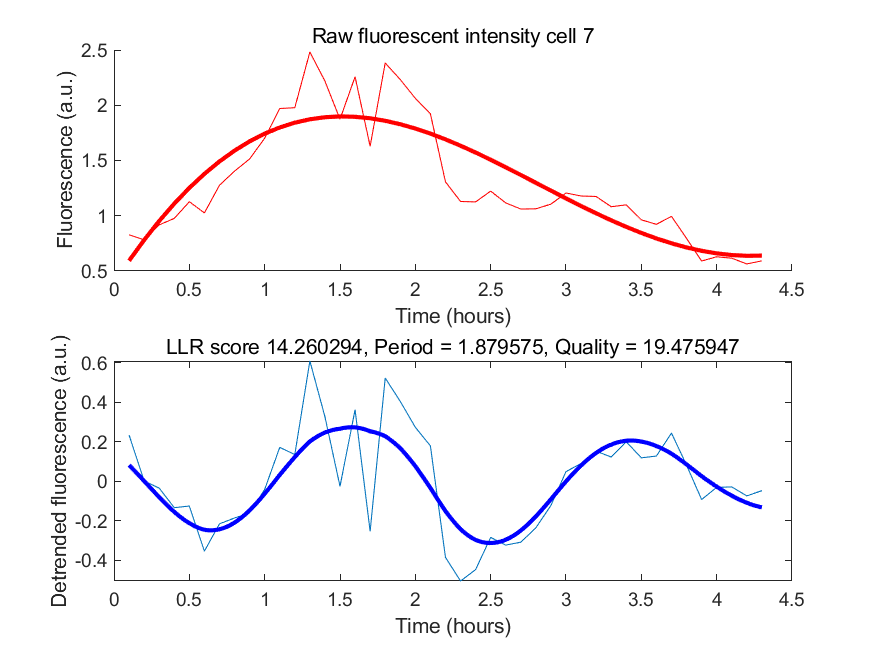 Raw fluorescent intensity cell 7
2.5
2
1.5
1
0.5
Fluorescence (a.u.)
0 0.5 1 1.5 2 2.5 3 3.5 4 4.5
Time (hours)
LLR score 14.260294, Period = 1.879575, Quality = 19.475947
0.6
0.4
0.2
0
-0.2
-0.4
Detrended fluorescence (a.u.)
0 0.5 1 1.5 2 2.5 3 3.5 4 4.5
Time (hours)